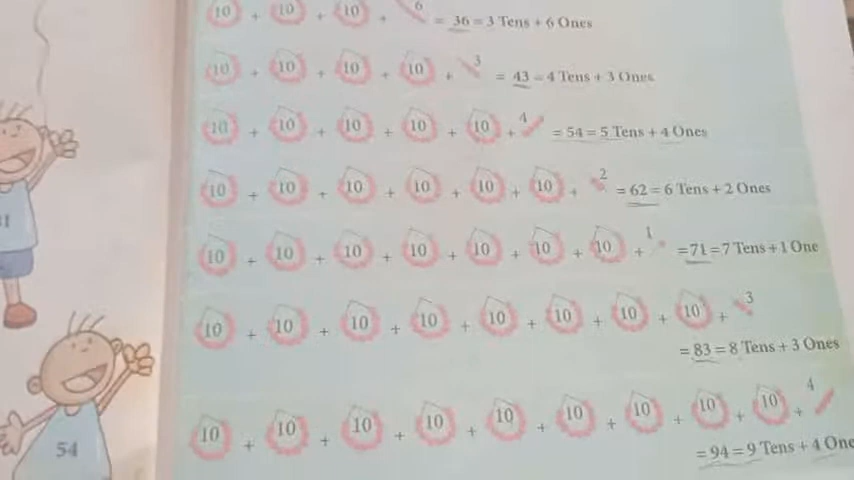 10 + 10 + 10 + 6 = 36 = 3 Tens + 6 Ones
10 + 10 + 10 + 10 + 3 = 43 = 4 Tens + 3 Ones
10 + 10 + 10 + 10 + 10 + 4 = 54 = 5 Tens + 4 Ones
10 + 10 + 10 + 10 + 10 + 10 + 2 = 62 = 6 Tens + 2 Ones
10 + 10 + 10 + 10 + 10 + 10 + 10 + 1 = 71 = 7 Tens + 1 One
10 + 10 + 10 + 10 + 10 + 10 + 10 + 10 + 3
= 83 = 8 Tens + 3 Ones
10 + 10 + 10 + 10 + 10 + 10 + 10 + 10 + 10 + 4
= 94 = 9 Tens + 4 One
54